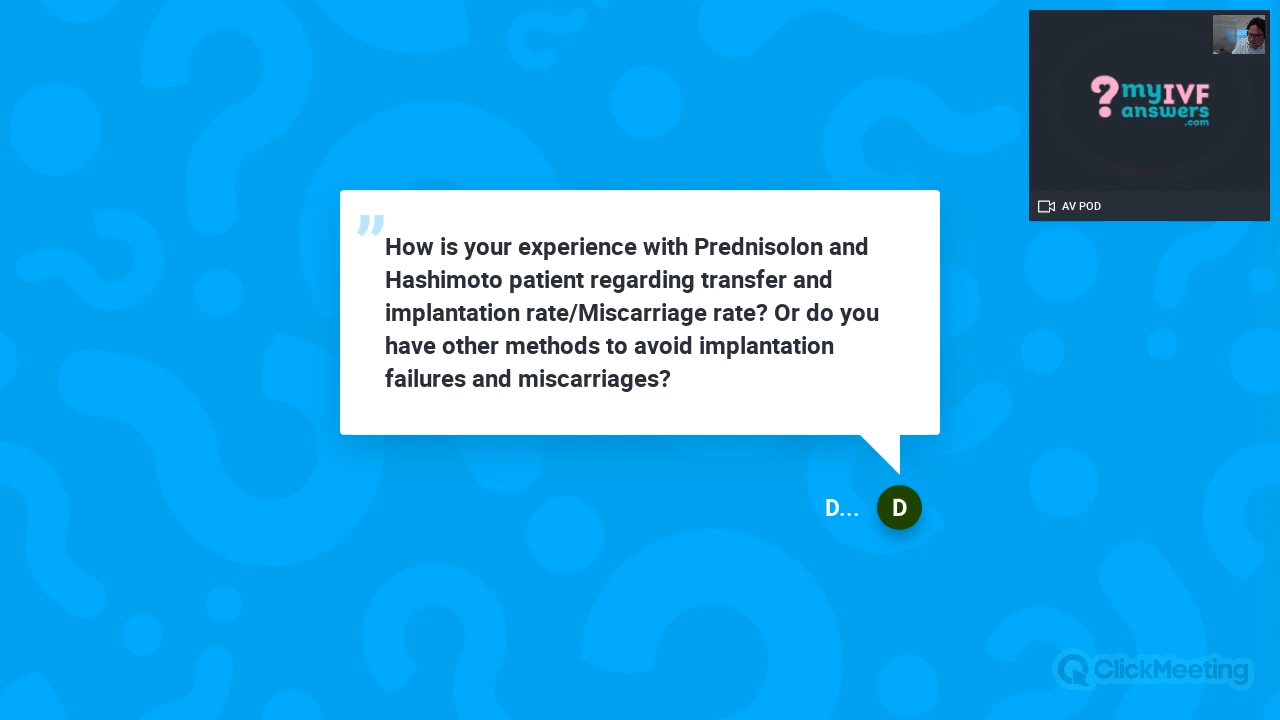 ?myIVF
answers
.com
AV POD
”
How is your experience with Prednisolon and
Hashimoto patient regarding transfer and
implantation rate/Miscarriage rate? Or do you
have other methods to avoid implantation
failures and miscarriages?
D... D
ClickMeeting